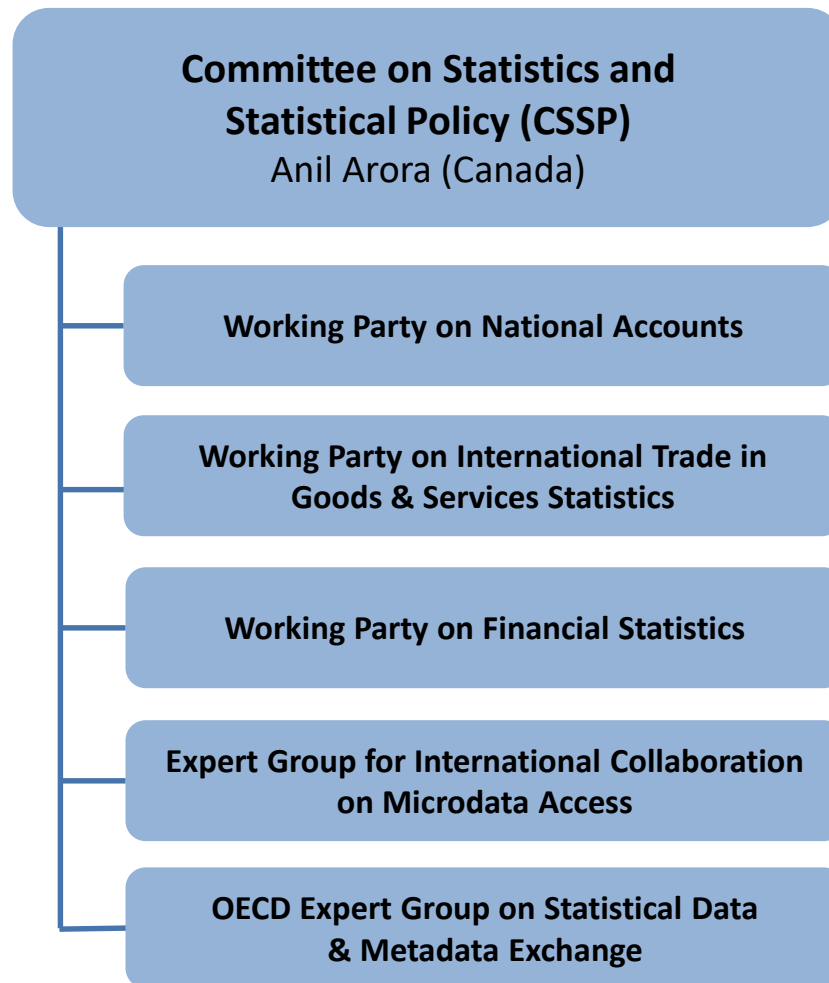 Committee on Statistics and
Statistical Policy (CSSP)
Anil Arora (Canada)
Working Party on National Accounts
Working Party on International Trade in
Goods & Services Statistics
Working Party on Financial Statistics
Expert Group for International Collaboration
on Microdata Access
OECD Expert Group on Statistical Data
& Metadata Exchange